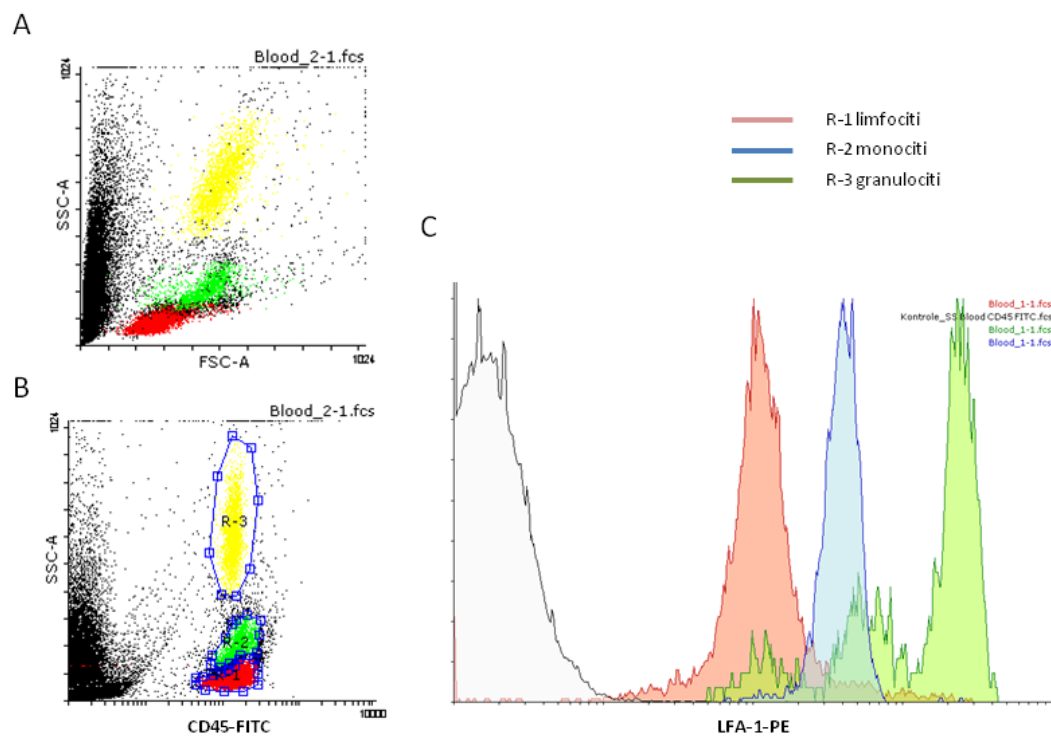 A
Blood_2-1.fcs
1024
SSC-A
FSC-A
1024
B
Blood_2-1.fcs
1024
SSC-A
R-3
CD45-FITC
R-1 limfociti
R-2 monociti
R-3 granulociti
C
Blood_1-1.fcs
Kontrole_SS Blood CD45 FITC.fcs
Blood_1-1.fcs
Blood_1-1.fcs
LFA-1-PE